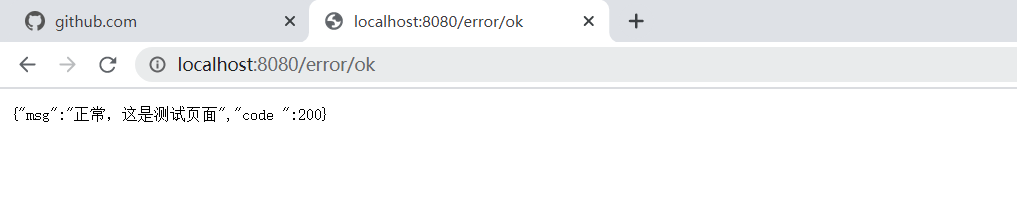 github.com
localhost:8080/error/ok
localhost:8080/error/ok
{"msg":"正常，这是测试页面","code ":200}